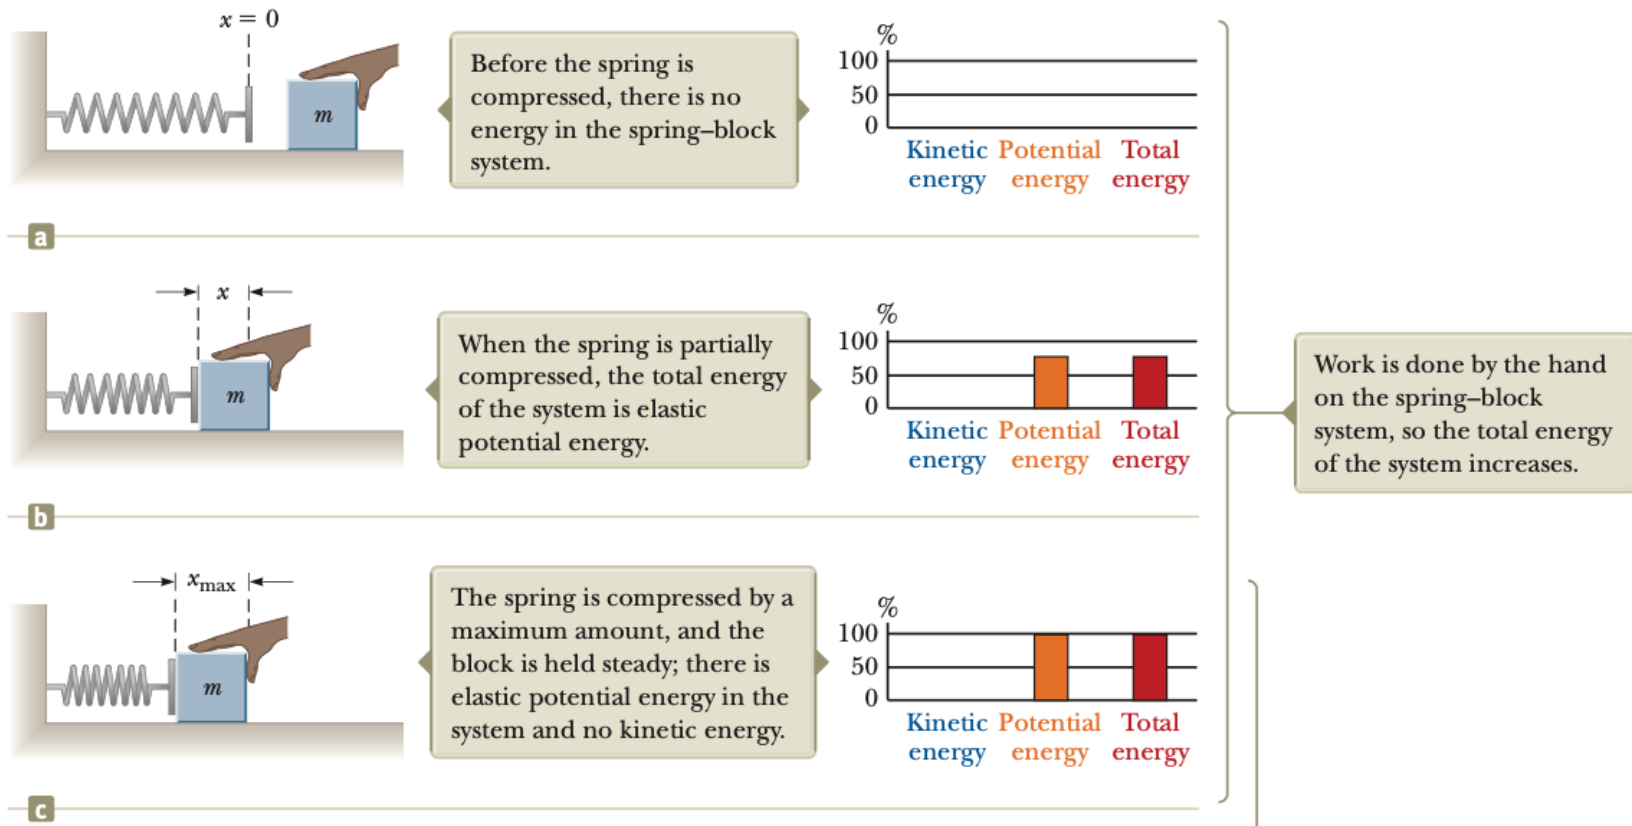 x = 0
m
Before the spring is
compressed, there is no
energy in the spring–block
system.
%
100
50
0
Kinetic Potential Total
energy energy energy
a
x
m
When the spring is partially
compressed, the total energy
of the system is elastic
potential energy.
%
100
50
0
Kinetic Potential Total
energy energy energy
Work is done by the hand
on the spring–block
system, so the total energy
of the system increases.
b
xmax
m
The spring is compressed by a
maximum amount, and the
block is held steady; there is
elastic potential energy in the
system and no kinetic energy.
%
100
50
0
Kinetic Potential Total
energy energy energy
c